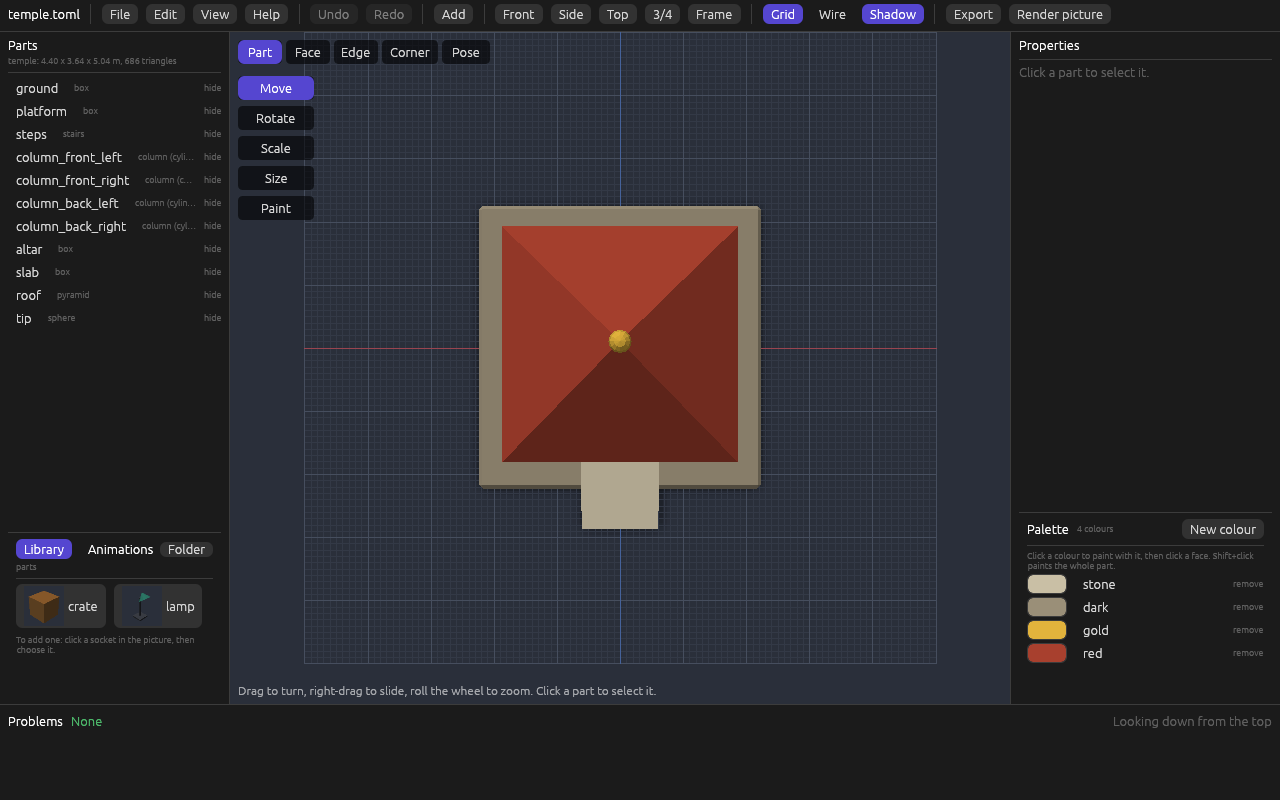 temple.toml File Edit View Help Undo Redo Add Front Side Top 3/4 Frame Grid Wire Shadow Export Render picture
Parts
temple: 4.40 x 3.64 x 5.04 m, 686 triangles
ground box hide
platform box hide
steps stairs hide
column_front_left column (cyli... hide
column_front_right column (c... hide
column_back_left column (cylin... hide
column_back_right column (cyl... hide
altar box hide
slab box hide
roof pyramid hide
tip sphere hide
Library Animations Folder
parts
crate lamp
To add one: click a socket in the picture, then
choose it.
Part Face Edge Corner Pose
Move
Rotate
Scale
Size
Paint
Drag to turn, right-drag to slide, roll the wheel to zoom. Click a part to select it.
Properties
Click a part to select it.
Palette 4 colours New colour
Click a colour to paint with it, then click a face. Shift+click
paints the whole part.
stone remove
dark remove
gold remove
red remove
Problems None
Looking down from the top